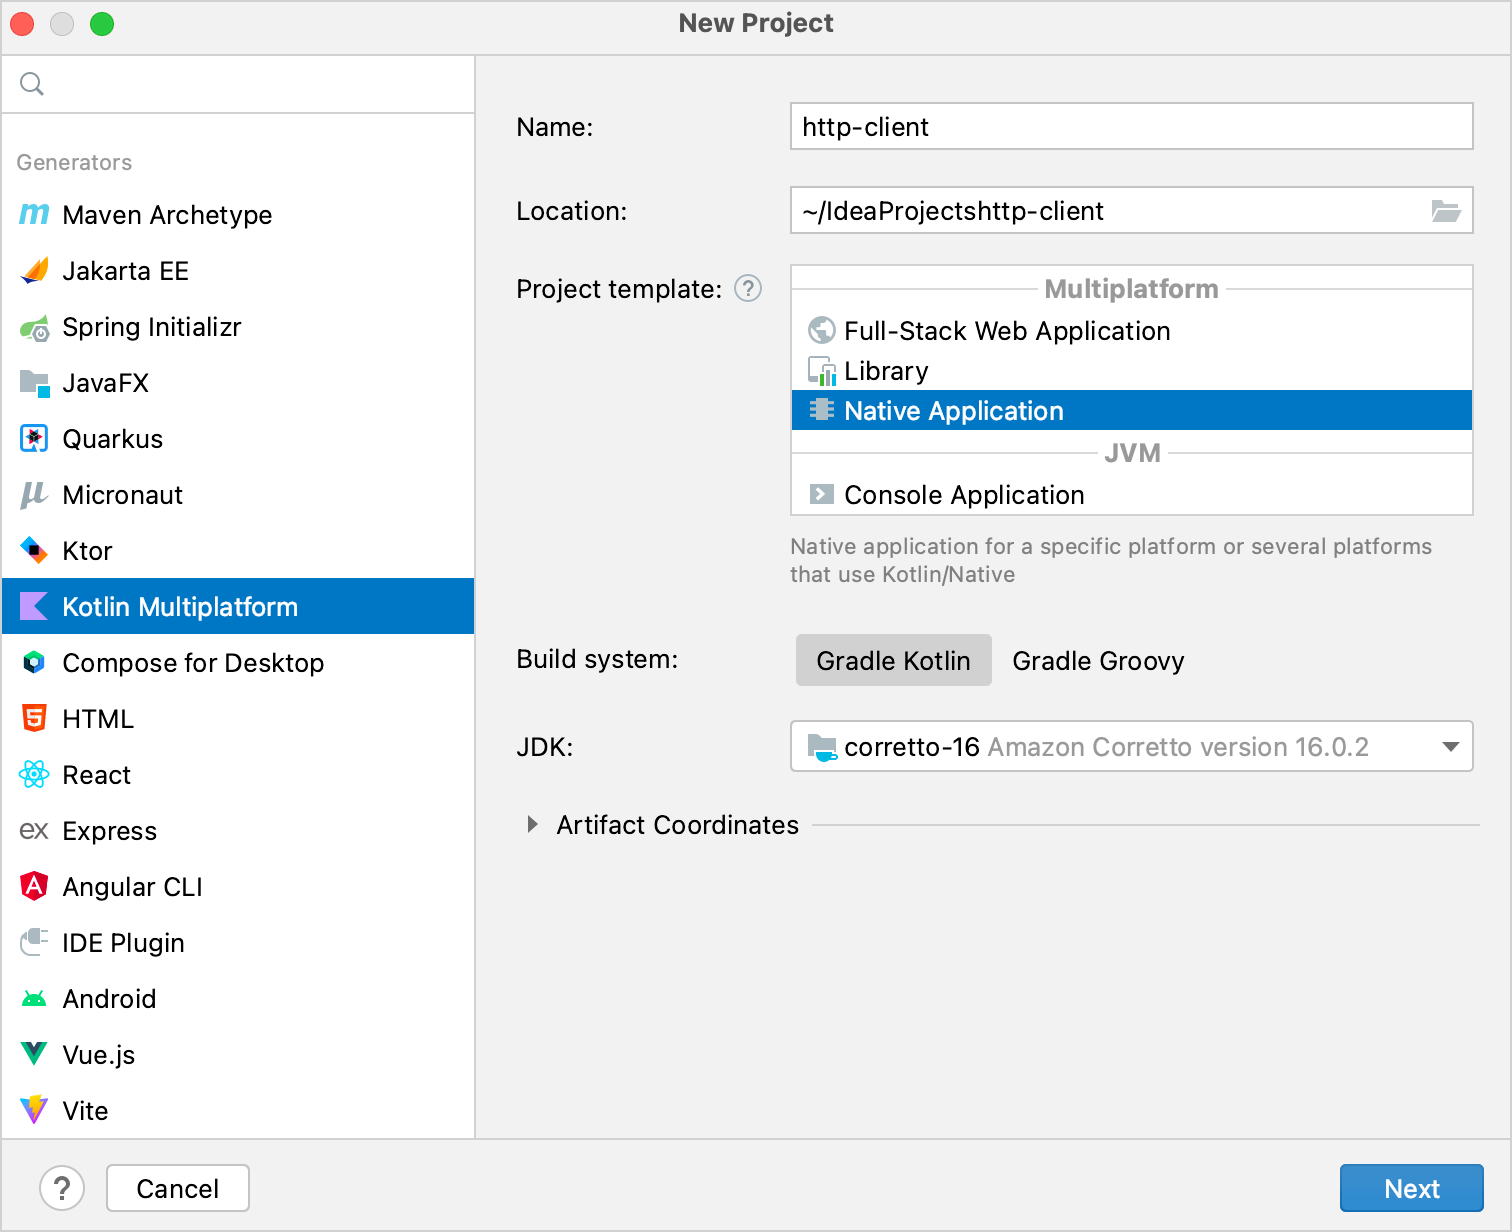 New Project
Generators
Maven Archetype
Jakarta EE
Spring Initializr
JavaFX
Quarkus
Micronaut
Ktor
Kotlin Multiplatform
Compose for Desktop
HTML
React
ex Express
Angular CLI
IDE Plugin
Android
Vue.js
Vite
Name: http-client
Location: ~/IdeaProjectshttp-client
Project template: ?
Multiplatform
Full-Stack Web Application
Library
Native Application
JVM
Console Application
Native application for a specific platform or several platforms
that use Kotlin/Native
Build system: Gradle Kotlin Gradle Groovy
JDK: corretto-16 Amazon Corretto version 16.0.2
Artifact Coordinates
? Cancel Next